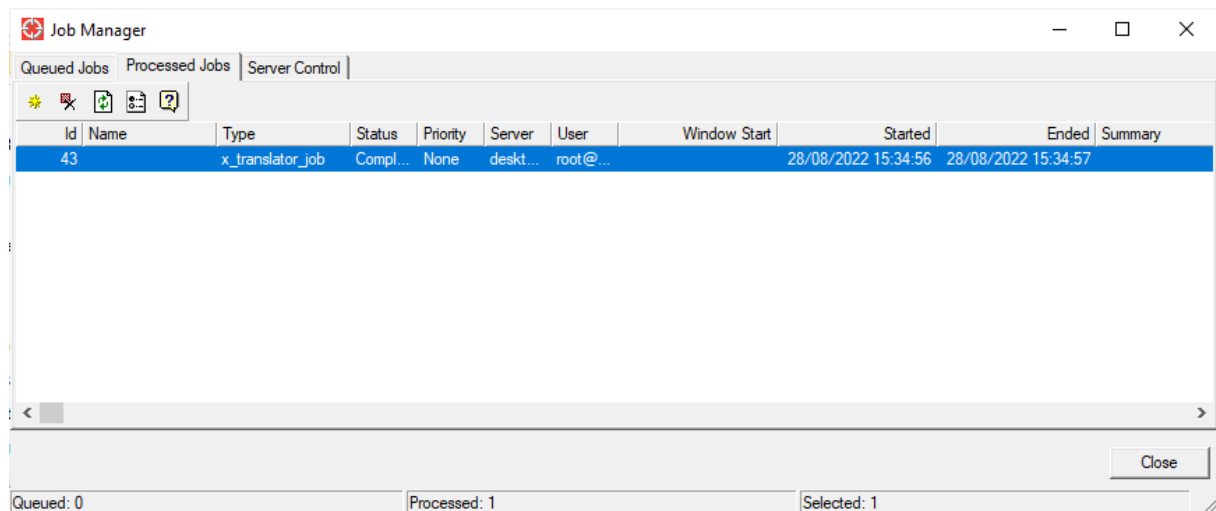 Job Manager
Queued Jobs Processed Jobs Server Control
Id Name Type Status Priority Server User Window Start Started Ended Summary
43 x_translator_job Compl... None deskt... root@... 28/08/2022 15:34:56 28/08/2022 15:34:57
Close
Queued: 0 Processed: 1 Selected: 1